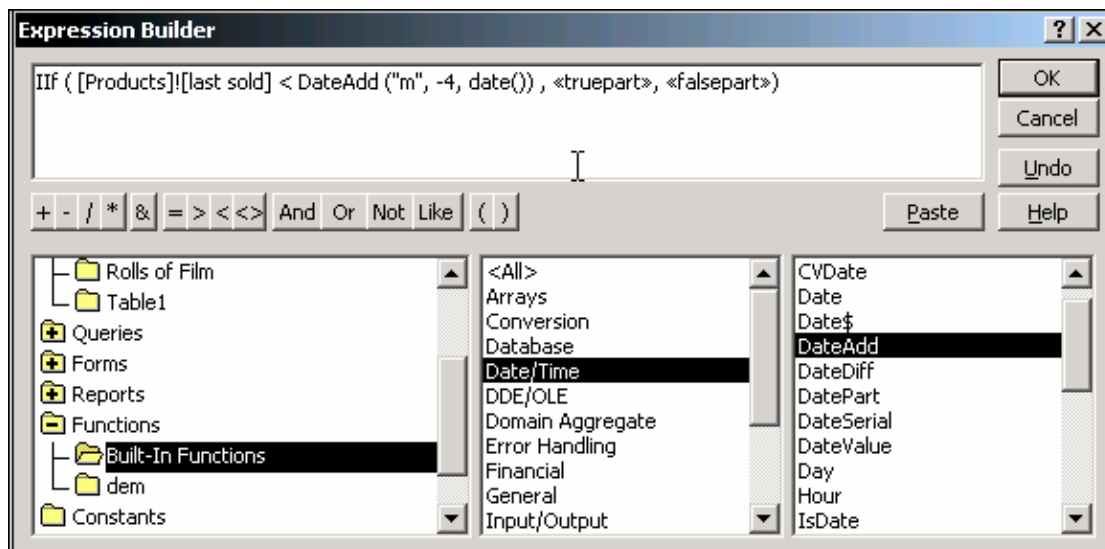 Expression Builder
? ×
IIf ( [Products]![last sold] < DateAdd ("m", -4, date()) , «truepart», «falsepart»)
OK
Cancel
Undo
+ - / * & = > < <> And Or Not Like ( )
Paste
Help
Rolls of Film
Table1
Queries
Forms
Reports
Functions
Built-In Functions
dem
Constants
<All>
Arrays
Conversion
Database
Date/Time
DDE/OLE
Domain Aggregate
Error Handling
Financial
General
Input/Output
CVDate
Date
Date$
DateAdd
DateDiff
DatePart
DateSerial
DateValue
Day
Hour
IsDate